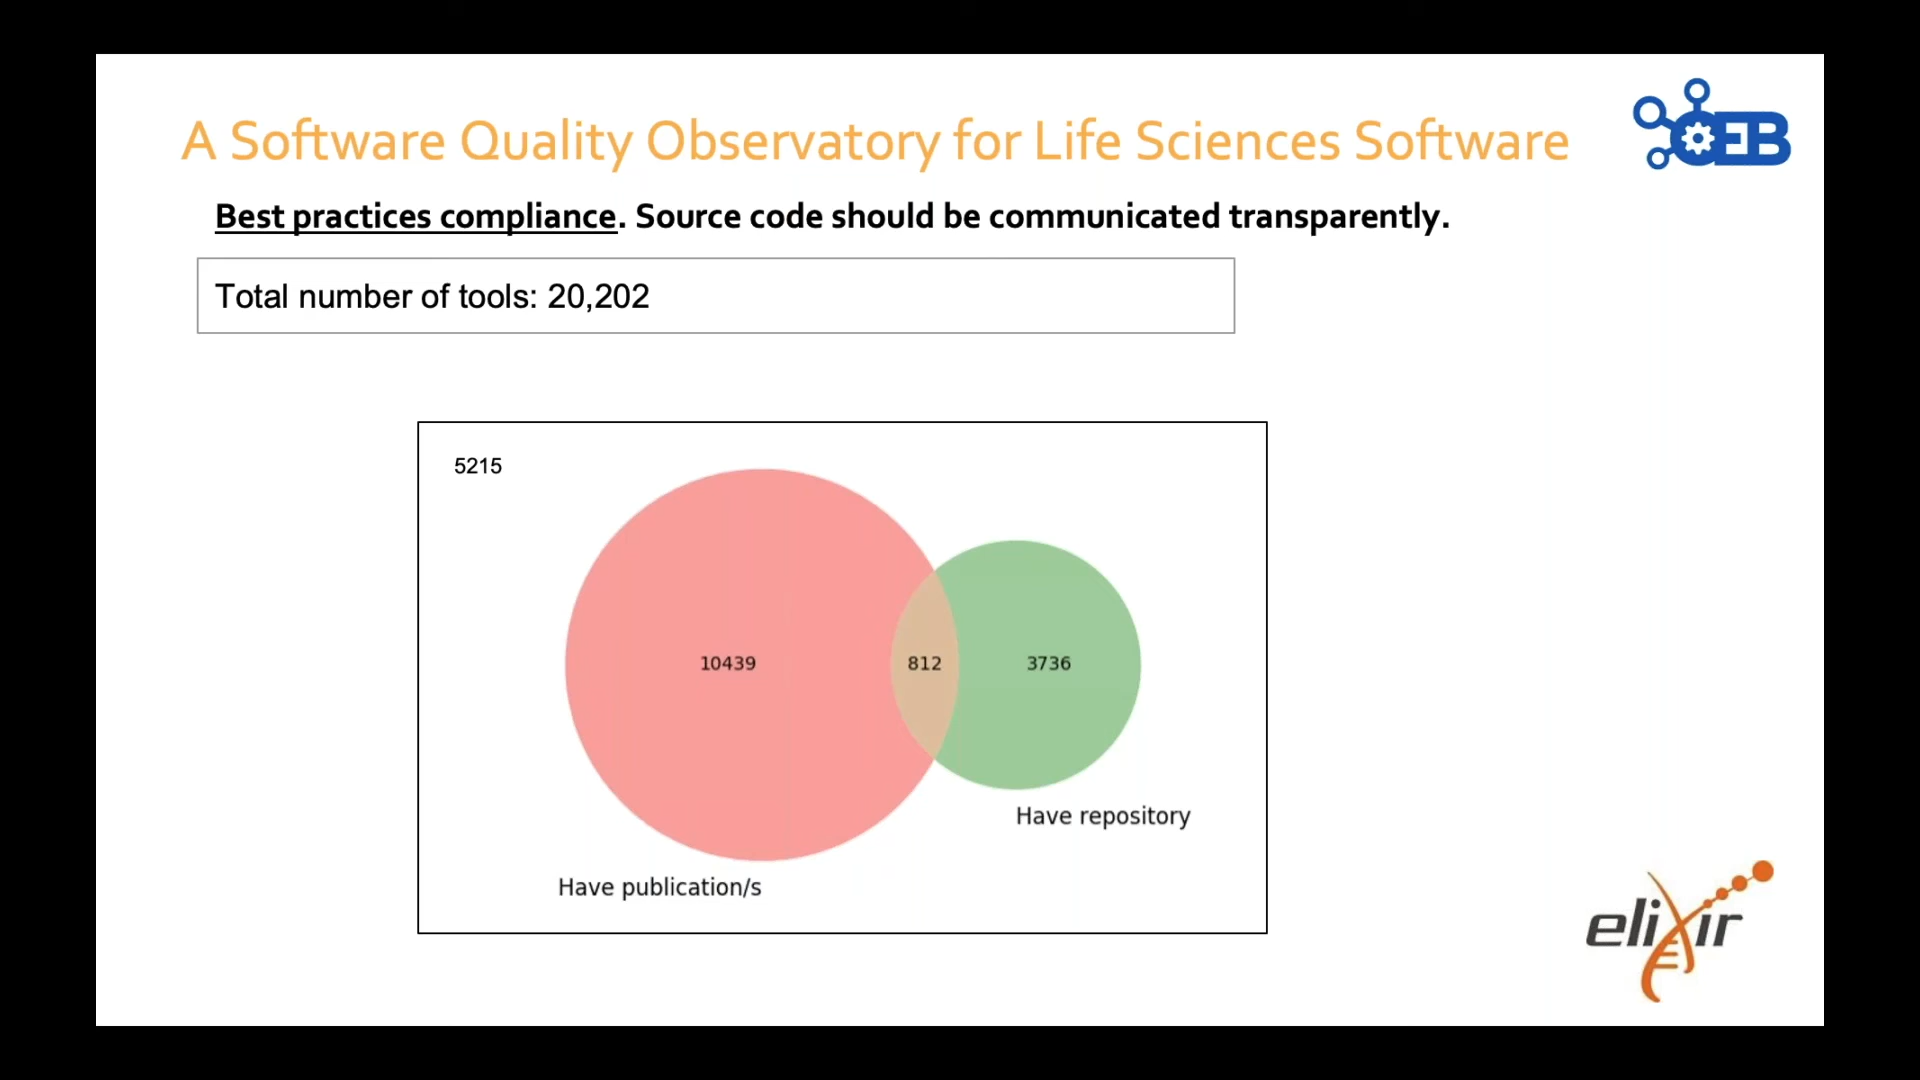 A Software Quality Observatory for Life Sciences Software
OEB
Best practices compliance. Source code should be communicated transparently.
Total number of tools: 20,202
5215
10439
812
3736
Have repository
Have publication/s
elixir